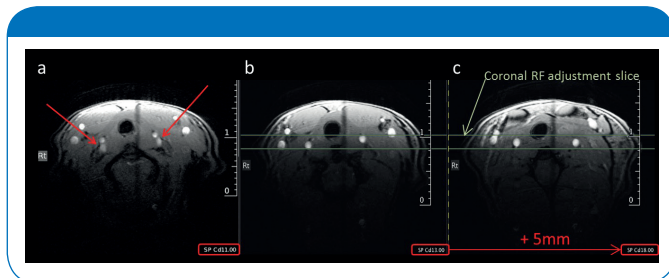 a
b
c
Coronal RF adjustment slice
1
1
1
Rt
Rt
Rt
0
0
0
+ 5mm
SP Cd11.00
SP Cd11.00
SP Cd18.00